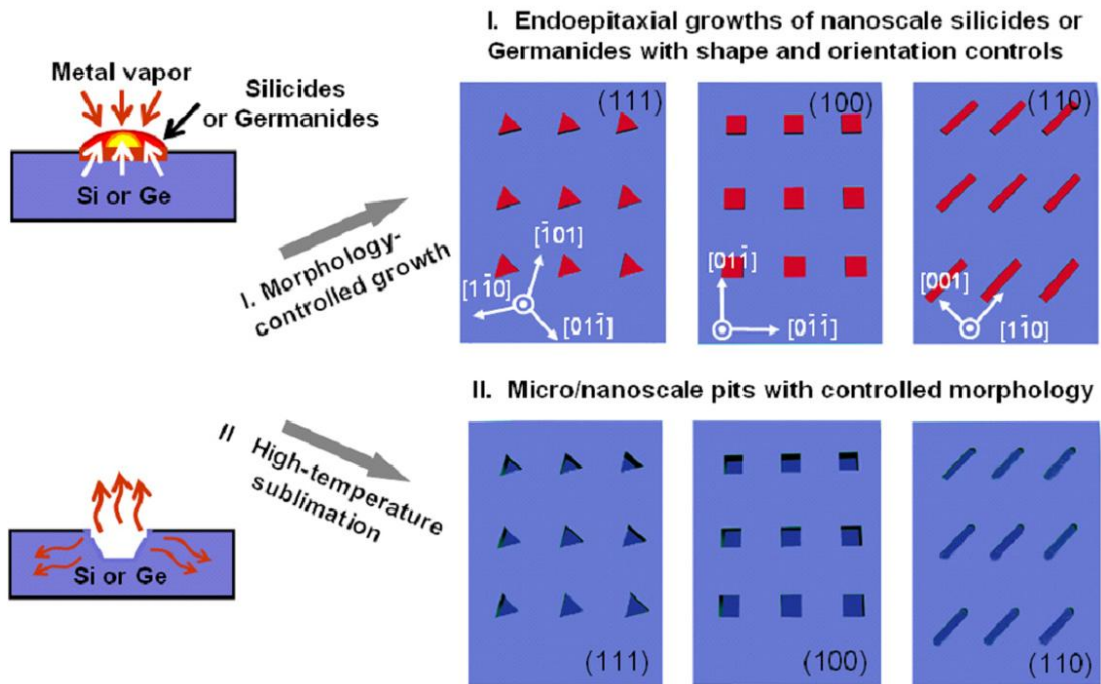 I. Endoepitaxial growths of nanoscale silicides or
Germanides with shape and orientation controls
Metal vapor
Silicides
or Germanides
Si or Ge
I. Morphology-
controlled growth
(111)
[1̄01]
[11̄0]
[011̄]
(100)
[011̄]
[01̄1̄]
(110)
[001]
[11̄0]
II. Micro/nanoscale pits with controlled morphology
II High-temperature
sublimation
Si or Ge
(111)
(100)
(110)